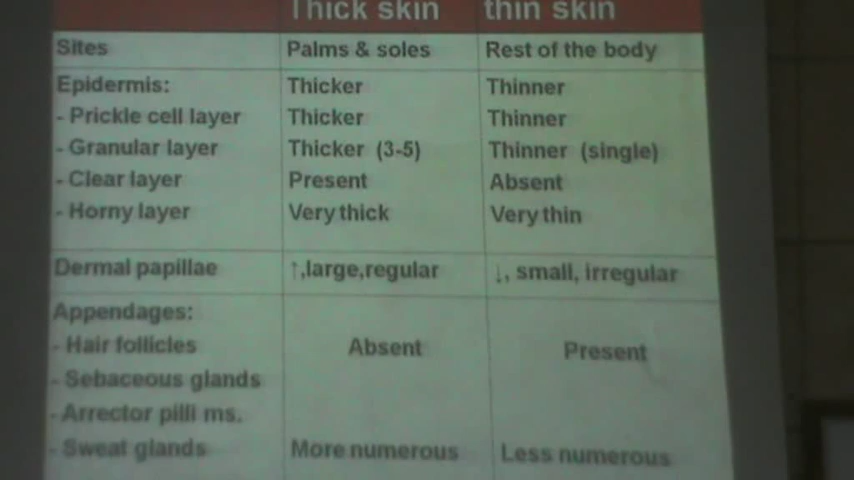 Thick skin thin skin
Sites Palms & soles Rest of the body
Epidermis: Thicker Thinner
- Prickle cell layer Thicker Thinner
- Granular layer Thicker (3-5) Thinner (single)
- Clear layer Present Absent
- Horny layer Very thick Very thin
Dermal papillae ↑,large,regular ↓, small, irregular
Appendages:
- Hair follicles Absent Present
- Sebaceous glands
- Arrector pilli ms.
- Sweat glands More numerous Less numerous